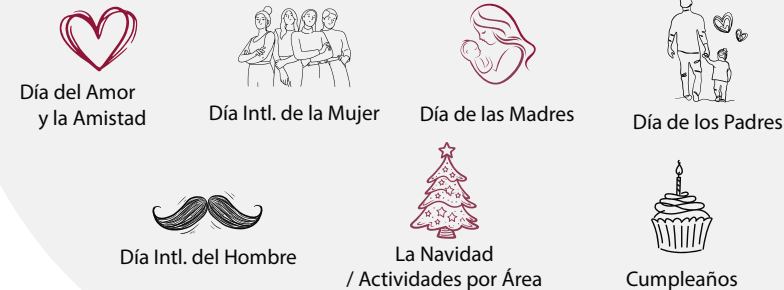 Día del Amor
y la Amistad
Día Intl. de la Mujer
Día de las Madres
Día de los Padres
Día Intl. del Hombre
La Navidad
/ Actividades por Área
Cumpleaños